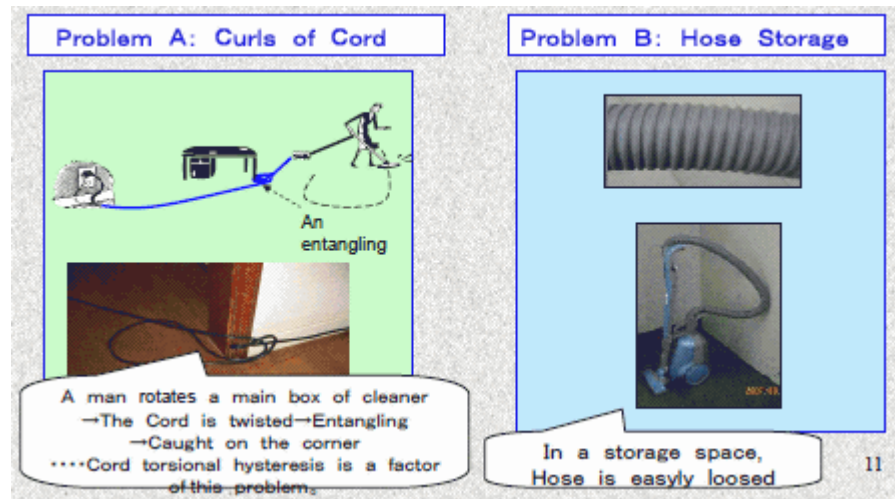 Problem A: Curls of Cord
An
entangling
A man rotates a main box of cleaner
→The Cord is twisted→Entangling
→Caught on the corner
････Cord torsional hysteresis is a factor
of this problem。
Problem B: Hose Storage
In a storage space,
Hose is easyly loosed
11